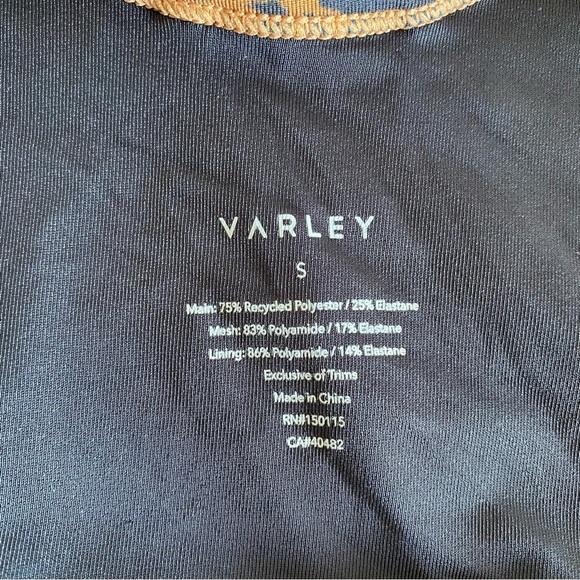 VARLEY
S
Main: 75% Recycled Polyester / 25% Elastane
Mesh: 83% Polyamide / 17% Elastane
Lining: 86% Polyamide / 14% Elastane
Exclusive of Trims
Made in China
RN#150115
CA#40482